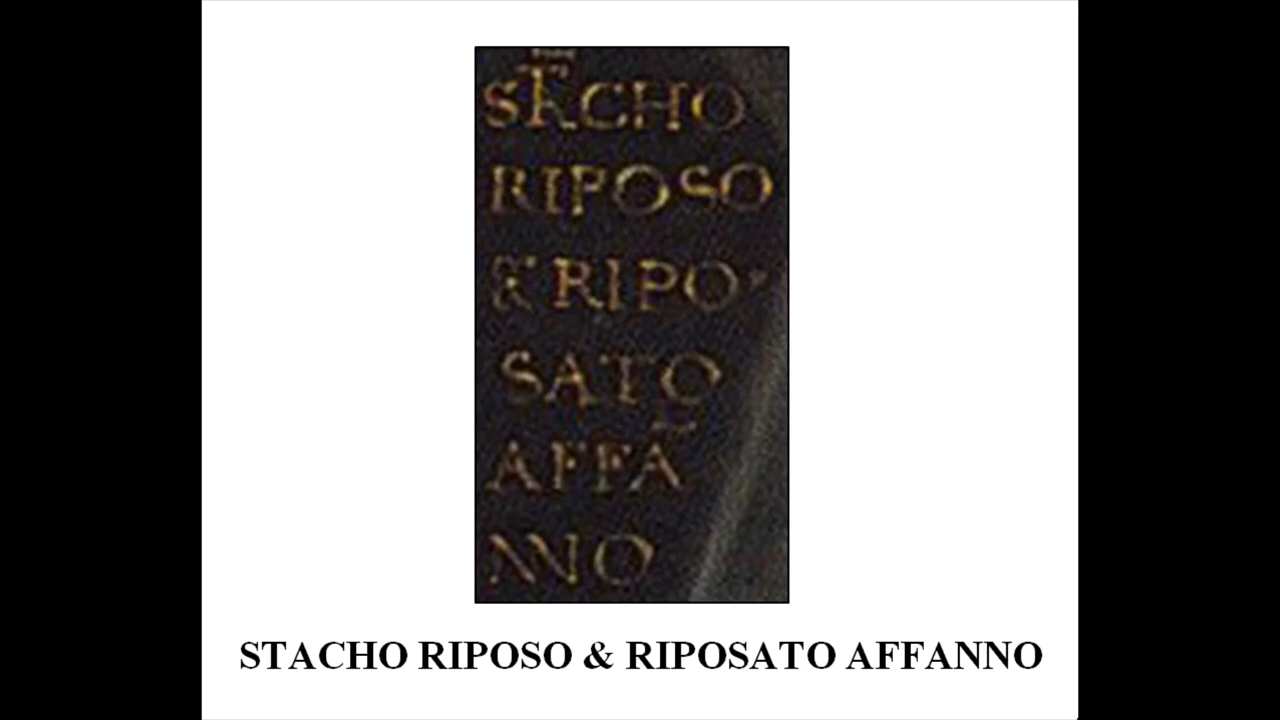 STACHO
RIPOSO
& RIPO
SATO
AFFA
NNO
STACHO RIPOSO & RIPOSATO AFFANNO